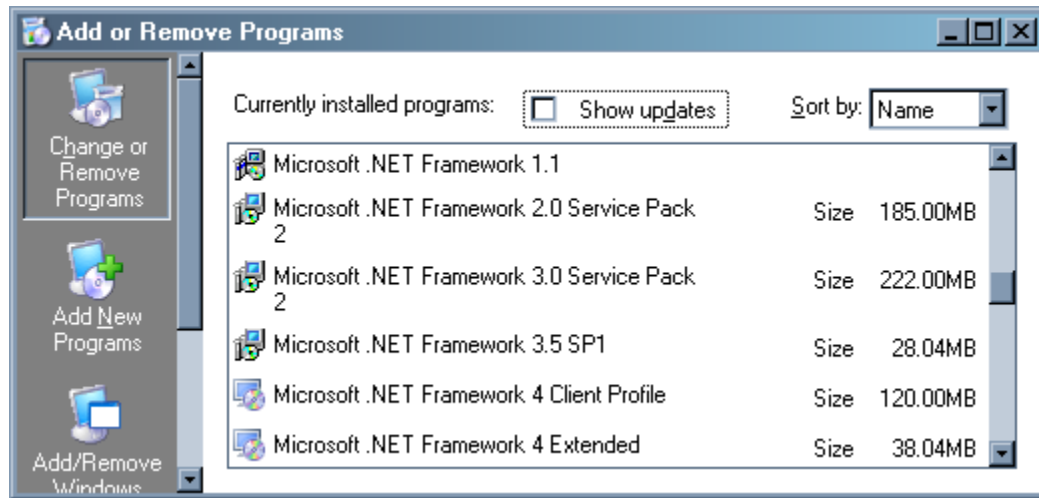 Add or Remove Programs
Change or
Remove
Programs
Add New
Programs
Add/Remove
Windows
Currently installed programs:
Show updates
Sort by:
Name
Microsoft .NET Framework 1.1
Microsoft .NET Framework 2.0 Service Pack
2
Size 185.00MB
Microsoft .NET Framework 3.0 Service Pack
2
Size 222.00MB
Microsoft .NET Framework 3.5 SP1
Size 28.04MB
Microsoft .NET Framework 4 Client Profile
Size 120.00MB
Microsoft .NET Framework 4 Extended
Size 38.04MB